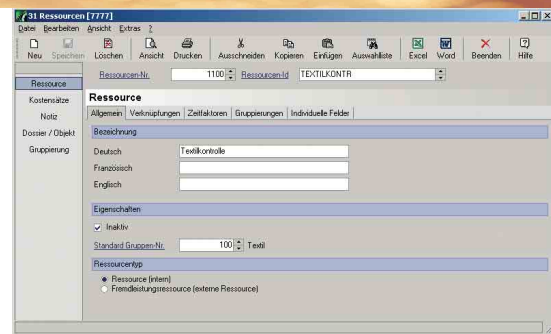 31 Ressourcen [7777]
Datei Bearbeiten Ansicht Extras ?
Neu Speichern Löschen Ansicht Drucken Ausschneiden Kopieren Einfügen Auswahlliste Excel Word Beenden Hilfe
Ressourcen-Nr. 1100 Ressourcen-Id TEXTILKONTR
Ressource
Kostensätze
Notiz
Dossier / Objekt
Gruppierung
Ressource
Allgemein Verknüpfungen Zeitfaktoren Gruppierungen Individuelle Felder
Bezeichnung
Deutsch Textilkontrolle
Französisch
Englisch
Eigenschaften
Inaktiv
Standard Gruppen-Nr. 100 Textil
Ressourcentyp
Ressource (intern)
Fremdleistungsressource (externe Ressource)